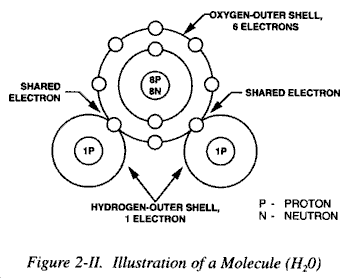 OXYGEN-OUTER SHELL,
6 ELECTRONS
SHARED
ELECTRON
8P
8N
SHARED ELECTRON
1P
1P
HYDROGEN-OUTER SHELL,
1 ELECTRON
P - PROTON
N - NEUTRON
Figure 2-II. Illustration of a Molecule (H₂0)